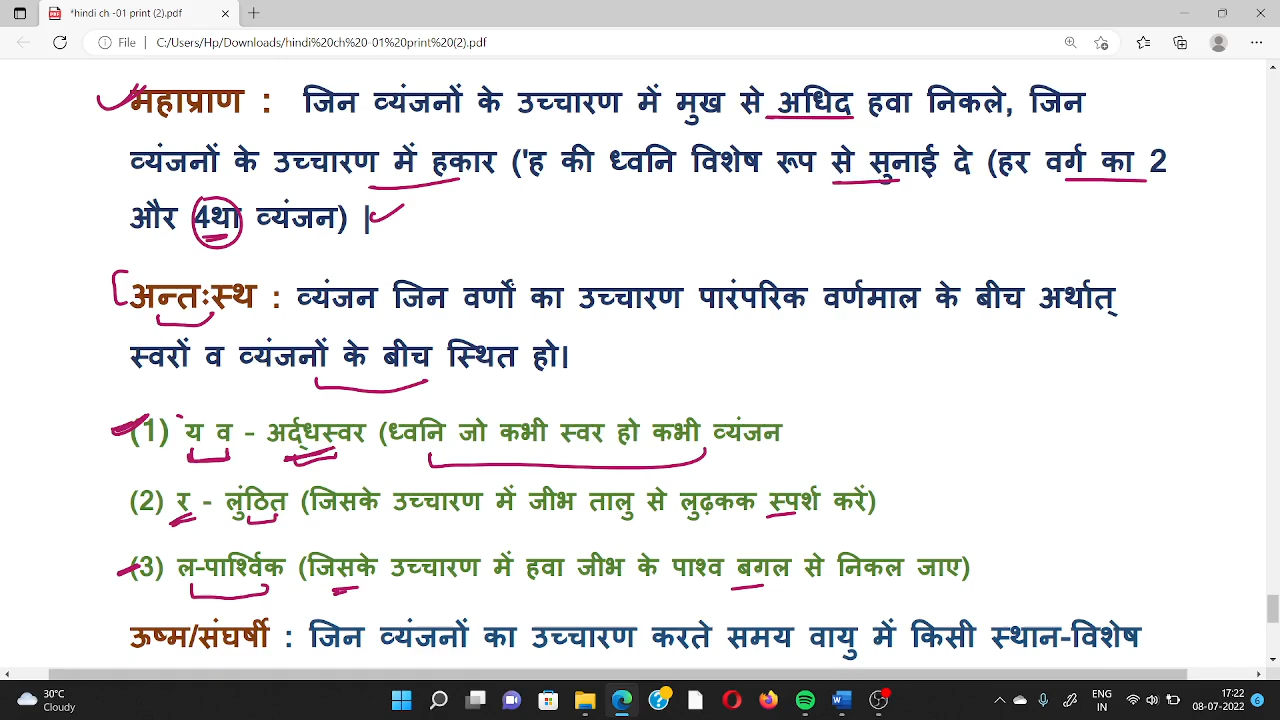 *hindi ch -01 print (2).pdf
File C:/Users/Hp/Downloads/hindi%20ch%20-01%20print%20(2).pdf
महाप्राण : जिन व्यंजनों के उच्चारण में मुख से अधिद हवा निकले, जिन
व्यंजनों के उच्चारण में हकार ('ह की ध्वनि विशेष रूप से सुनाई दे (हर वर्ग का 2
और 4था व्यंजन) |
अन्तःस्थ : व्यंजन जिन वर्णों का उच्चारण पारंपरिक वर्णमाल के बीच अर्थात्
स्वरों व व्यंजनों के बीच स्थित हो।
(1) य व - अर्द्धस्वर (ध्वनि जो कभी स्वर हो कभी व्यंजन
(2) र - लुंठित (जिसके उच्चारण में जीभ तालु से लुढ़कक स्पर्श करें)
(3) ल-पार्श्विक (जिसके उच्चारण में हवा जीभ के पाश्व बगल से निकल जाए)
ऊष्म/संघर्षी : जिन व्यंजनों का उच्चारण करते समय वायु में किसी स्थान-विशेष
30°C
Cloudy
ENG
IN
17:22
08-07-2022
6